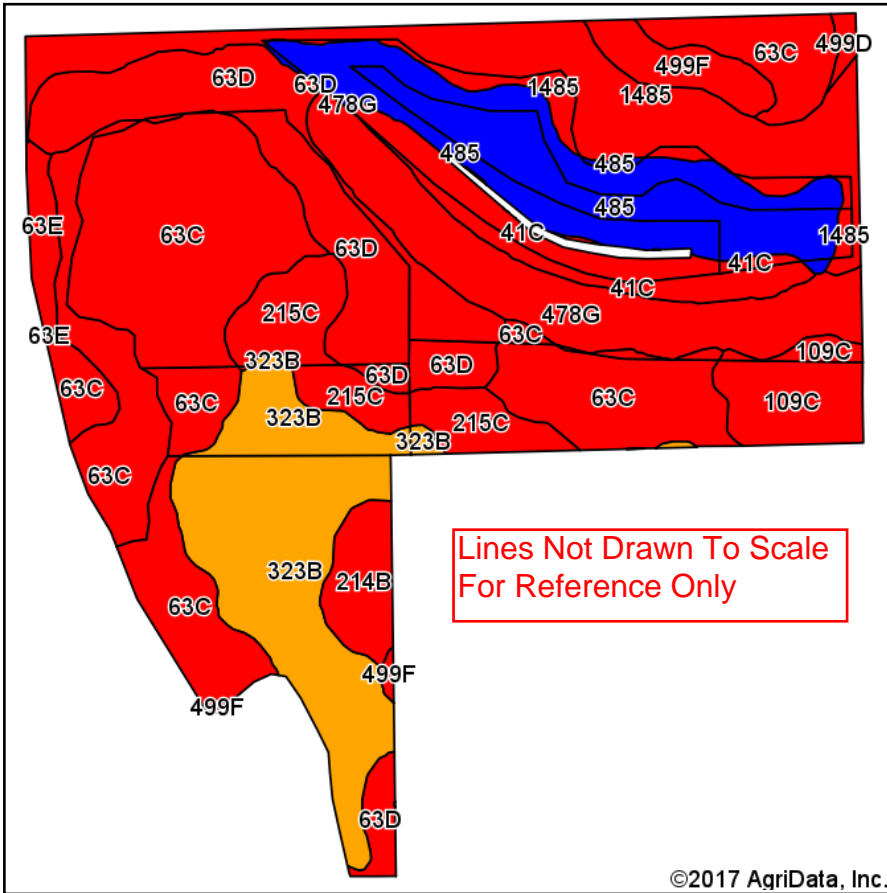 499D
63C
499F
63D
63D
1485
1485
478G
485
485
485
63E
63C
41C
1485
63D
41C
41C
215C
478G
63C
63E
109C
323B
63D
63D
63C
215C
63C
109C
63C
323B
215C
323B
63C
Lines Not Drawn To Scale
For Reference Only
323B
214B
63C
499F
499F
63D
©2017 AgriData, Inc.